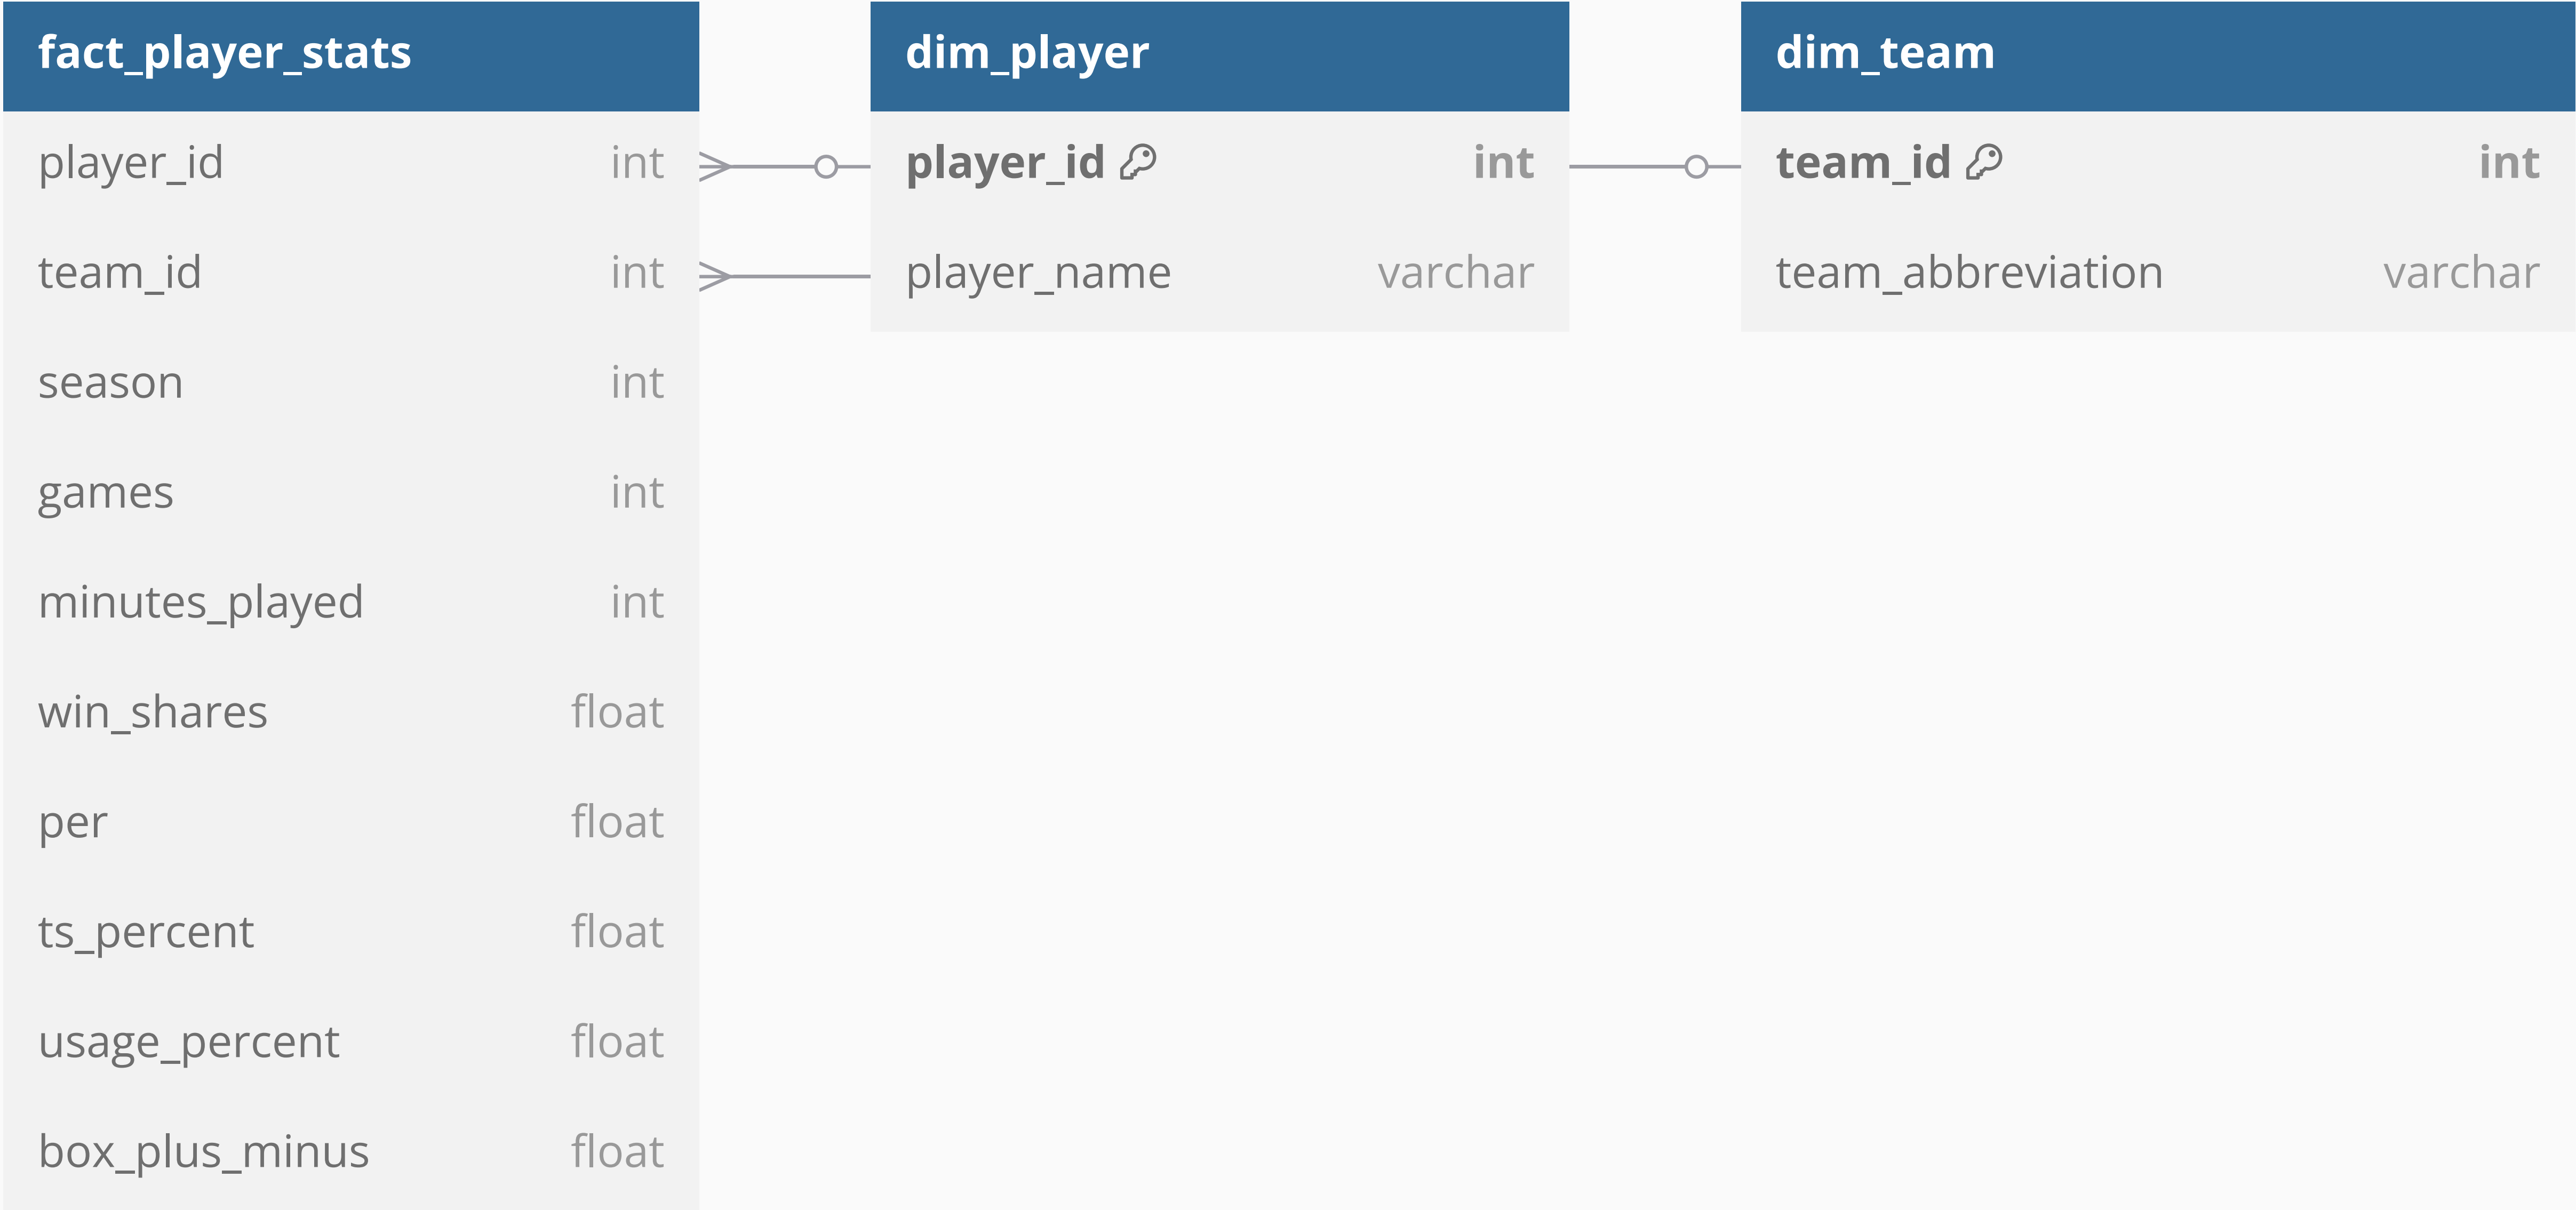 fact_player_stats
player_id int
team_id int
season int
games int
minutes_played int
win_shares float
per float
ts_percent float
usage_percent float
box_plus_minus float
dim_player
player_id int
player_name varchar
dim_team
team_id int
team_abbreviation varchar